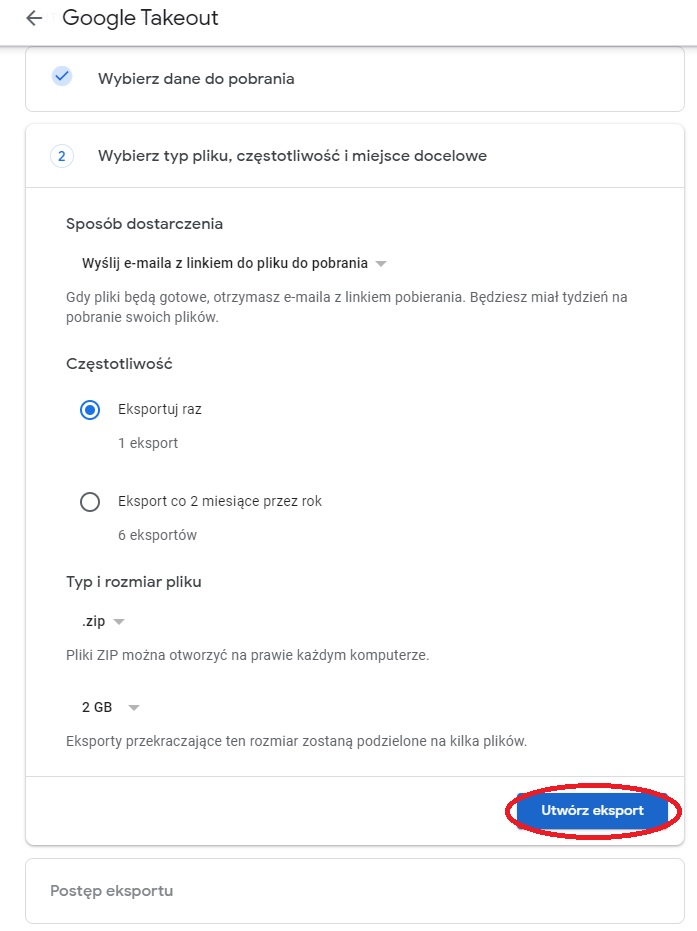 Google Takeout
Wybierz dane do pobrania
2 Wybierz typ pliku, częstotliwość i miejsce docelowe
Sposób dostarczenia
Wyślij e-maila z linkiem do pliku do pobrania
Gdy pliki będą gotowe, otrzymasz e-maila z linkiem pobierania. Będziesz miał tydzień na
pobranie swoich plików.
Częstotliwość
Eksportuj raz
1 eksport
Eksport co 2 miesiące przez rok
6 eksportów
Typ i rozmiar pliku
.zip
Pliki ZIP można otworzyć na prawie każdym komputerze.
2 GB
Eksporty przekraczające ten rozmiar zostaną podzielone na kilka plików.
Utwórz eksport
Postęp eksportu